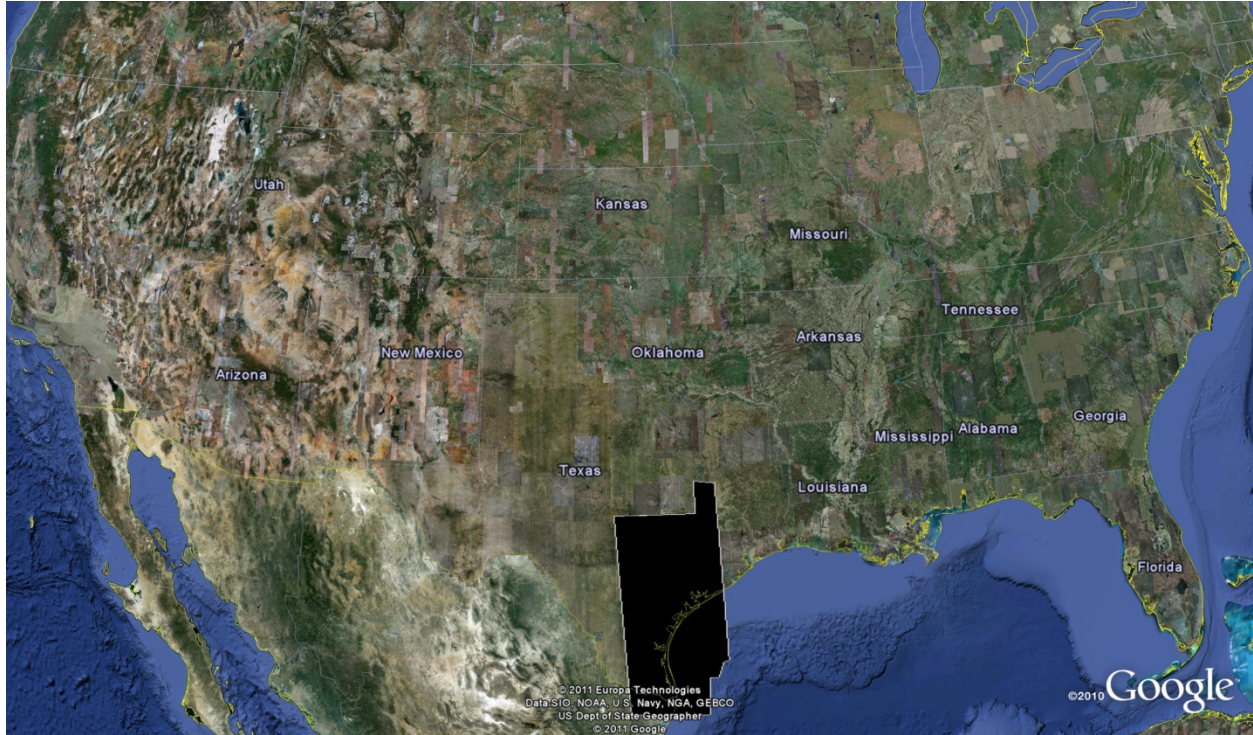 Utah
Kansas
Missouri
Tennessee
Arkansas
New Mexico
Oklahoma
Arizona
Georgia
Mississippi
Alabama
Texas
Louisiana
Florida
© 2011 Europa Technologies
Data SIO, NOAA, U.S. Navy, NGA, GEBCO
US Dept of State Geographer
© 2011 Google
©2010 Google